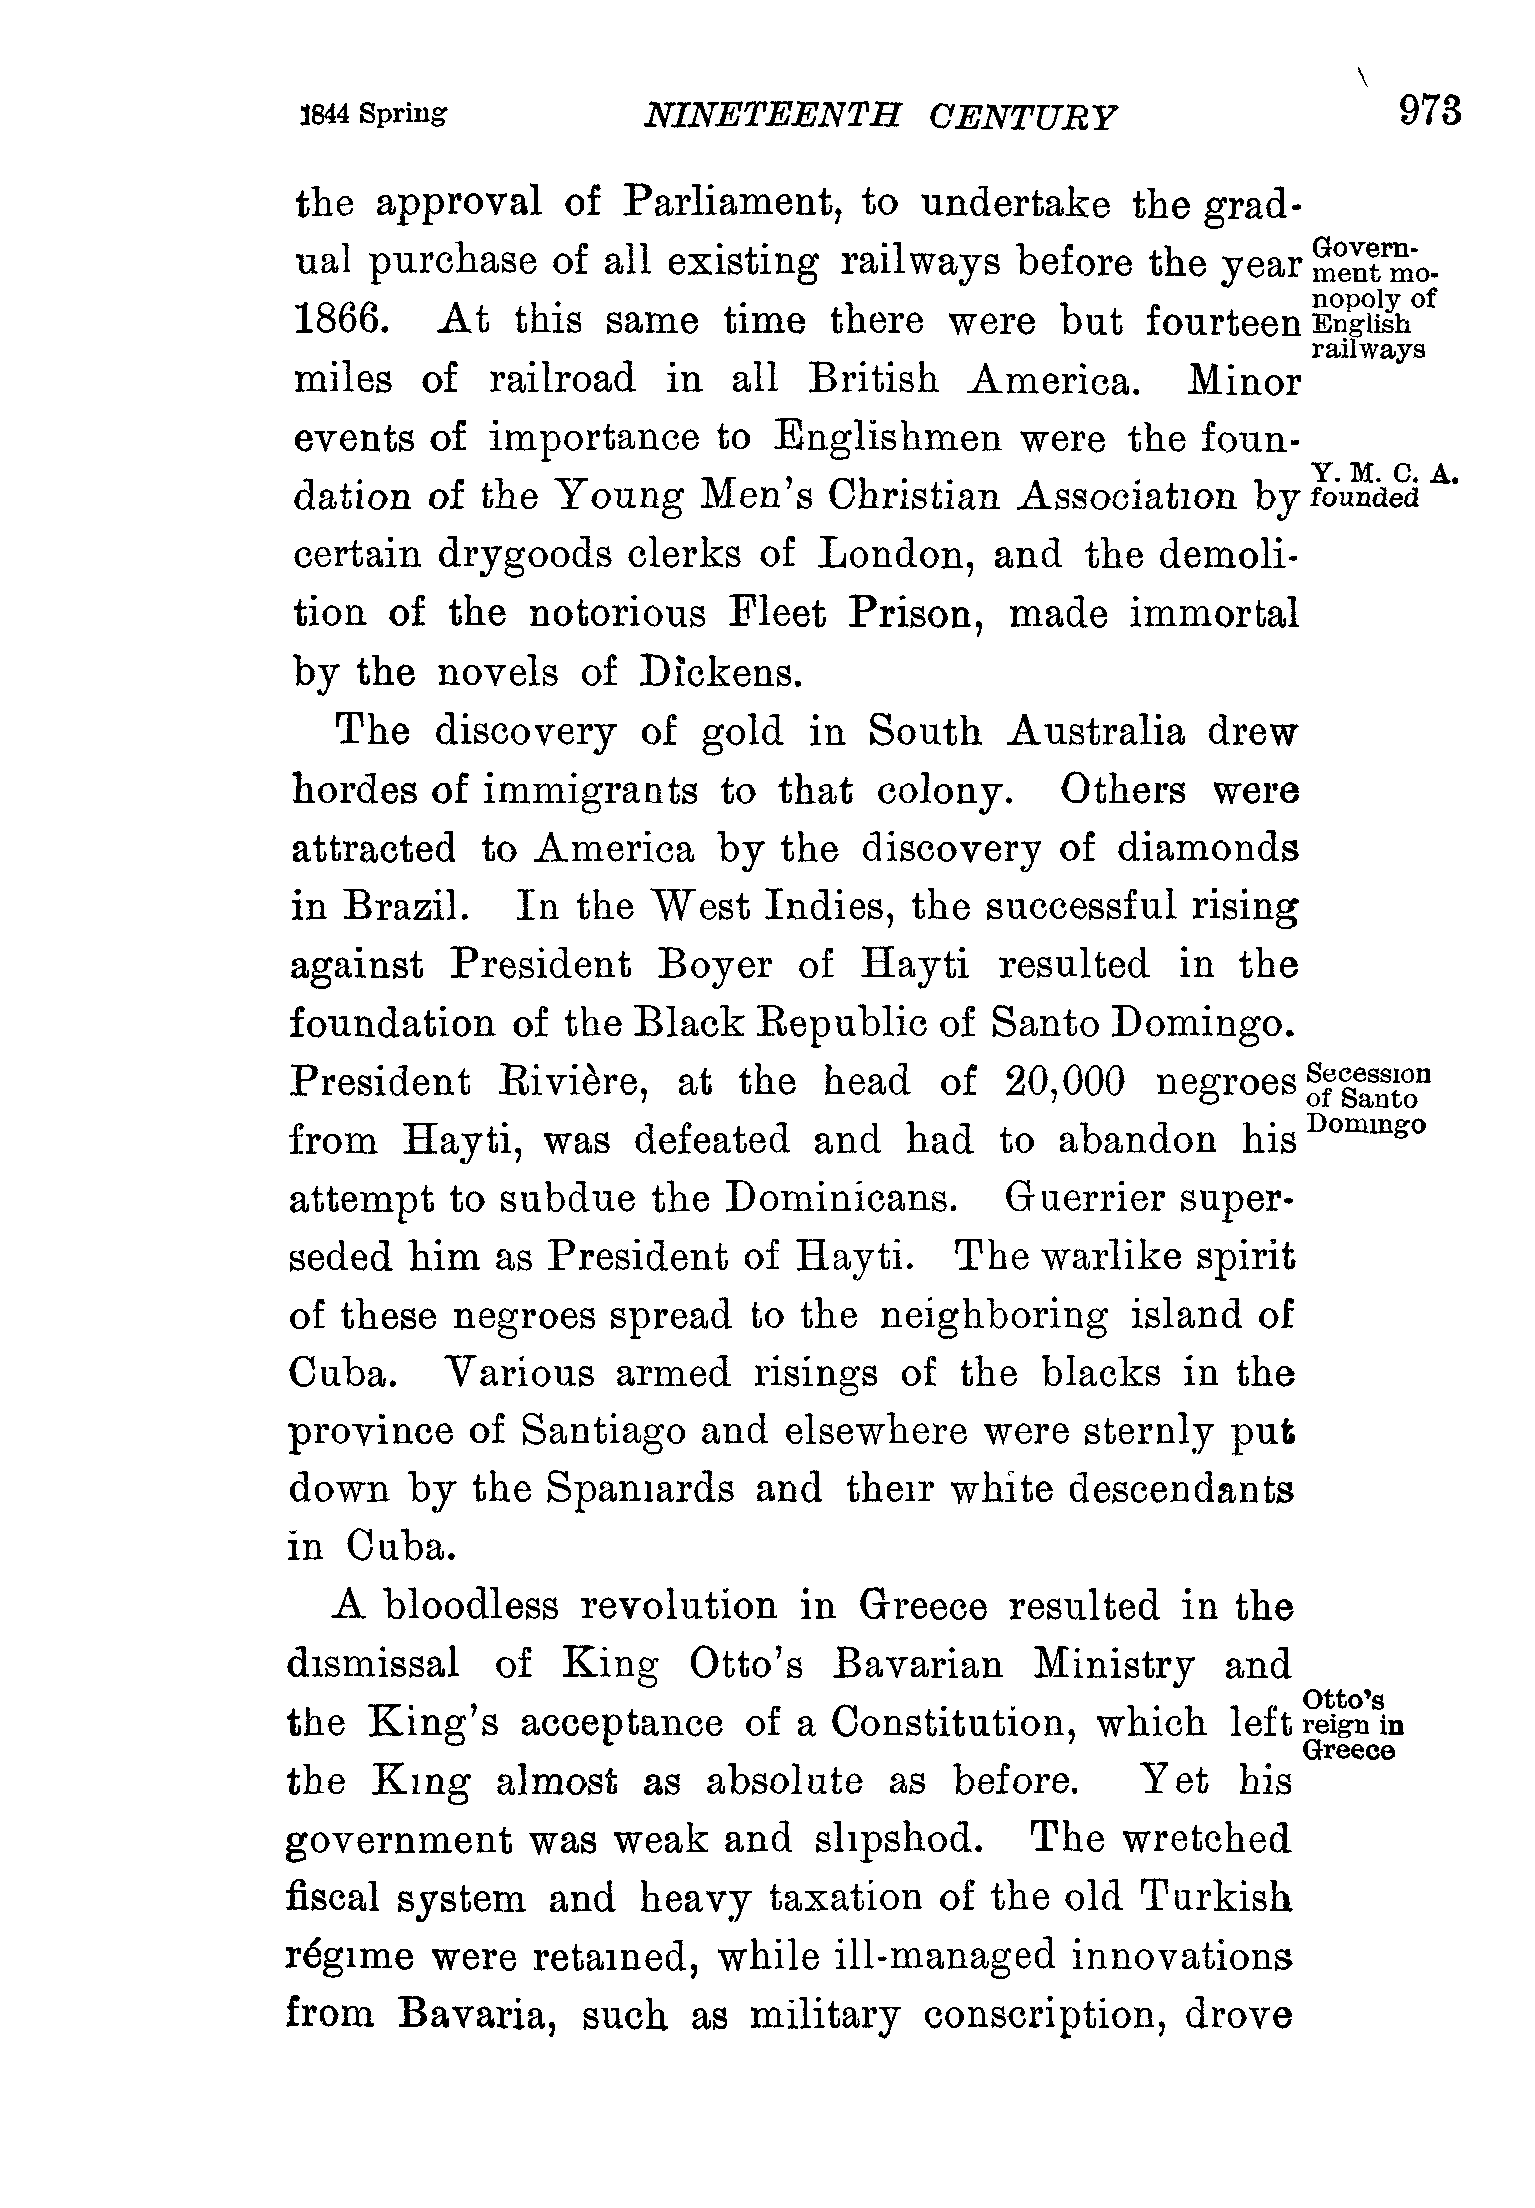 1844 Spring NINETEENTH CENTURY 973
the approval of Parliament, to undertake the grad-
ual purchase of all existing railways before the year
Govern-
ment mo-
nopoly of
English
railways
1866. At this same time there were but fourteen
miles of railroad in all British America. Minor
events of importance to Englishmen were the foun-
dation of the Young Men's Christian Association by
Y. M. C. A.
founded
certain drygoods clerks of London, and the demoli-
tion of the notorious Fleet Prison, made immortal
by the novels of Dickens.
The discovery of gold in South Australia drew
hordes of immigrants to that colony. Others were
attracted to America by the discovery of diamonds
in Brazil. In the West Indies, the successful rising
against President Boyer of Hayti resulted in the
foundation of the Black Republic of Santo Domingo.
President Rivière, at the head of 20,000 negroes
Secession
of Santo
Domingo
from Hayti, was defeated and had to abandon his
attempt to subdue the Dominicans. Guerrier super-
seded him as President of Hayti. The warlike spirit
of these negroes spread to the neighboring island of
Cuba. Various armed risings of the blacks in the
province of Santiago and elsewhere were sternly put
down by the Spaniards and their white descendants
in Cuba.
A bloodless revolution in Greece resulted in the
dismissal of King Otto's Bavarian Ministry and
the King's acceptance of a Constitution, which left
Otto's
reign in
Greece
the King almost as absolute as before. Yet his
government was weak and slipshod. The wretched
fiscal system and heavy taxation of the old Turkish
régime were retained, while ill-managed innovations
from Bavaria, such as military conscription, drove